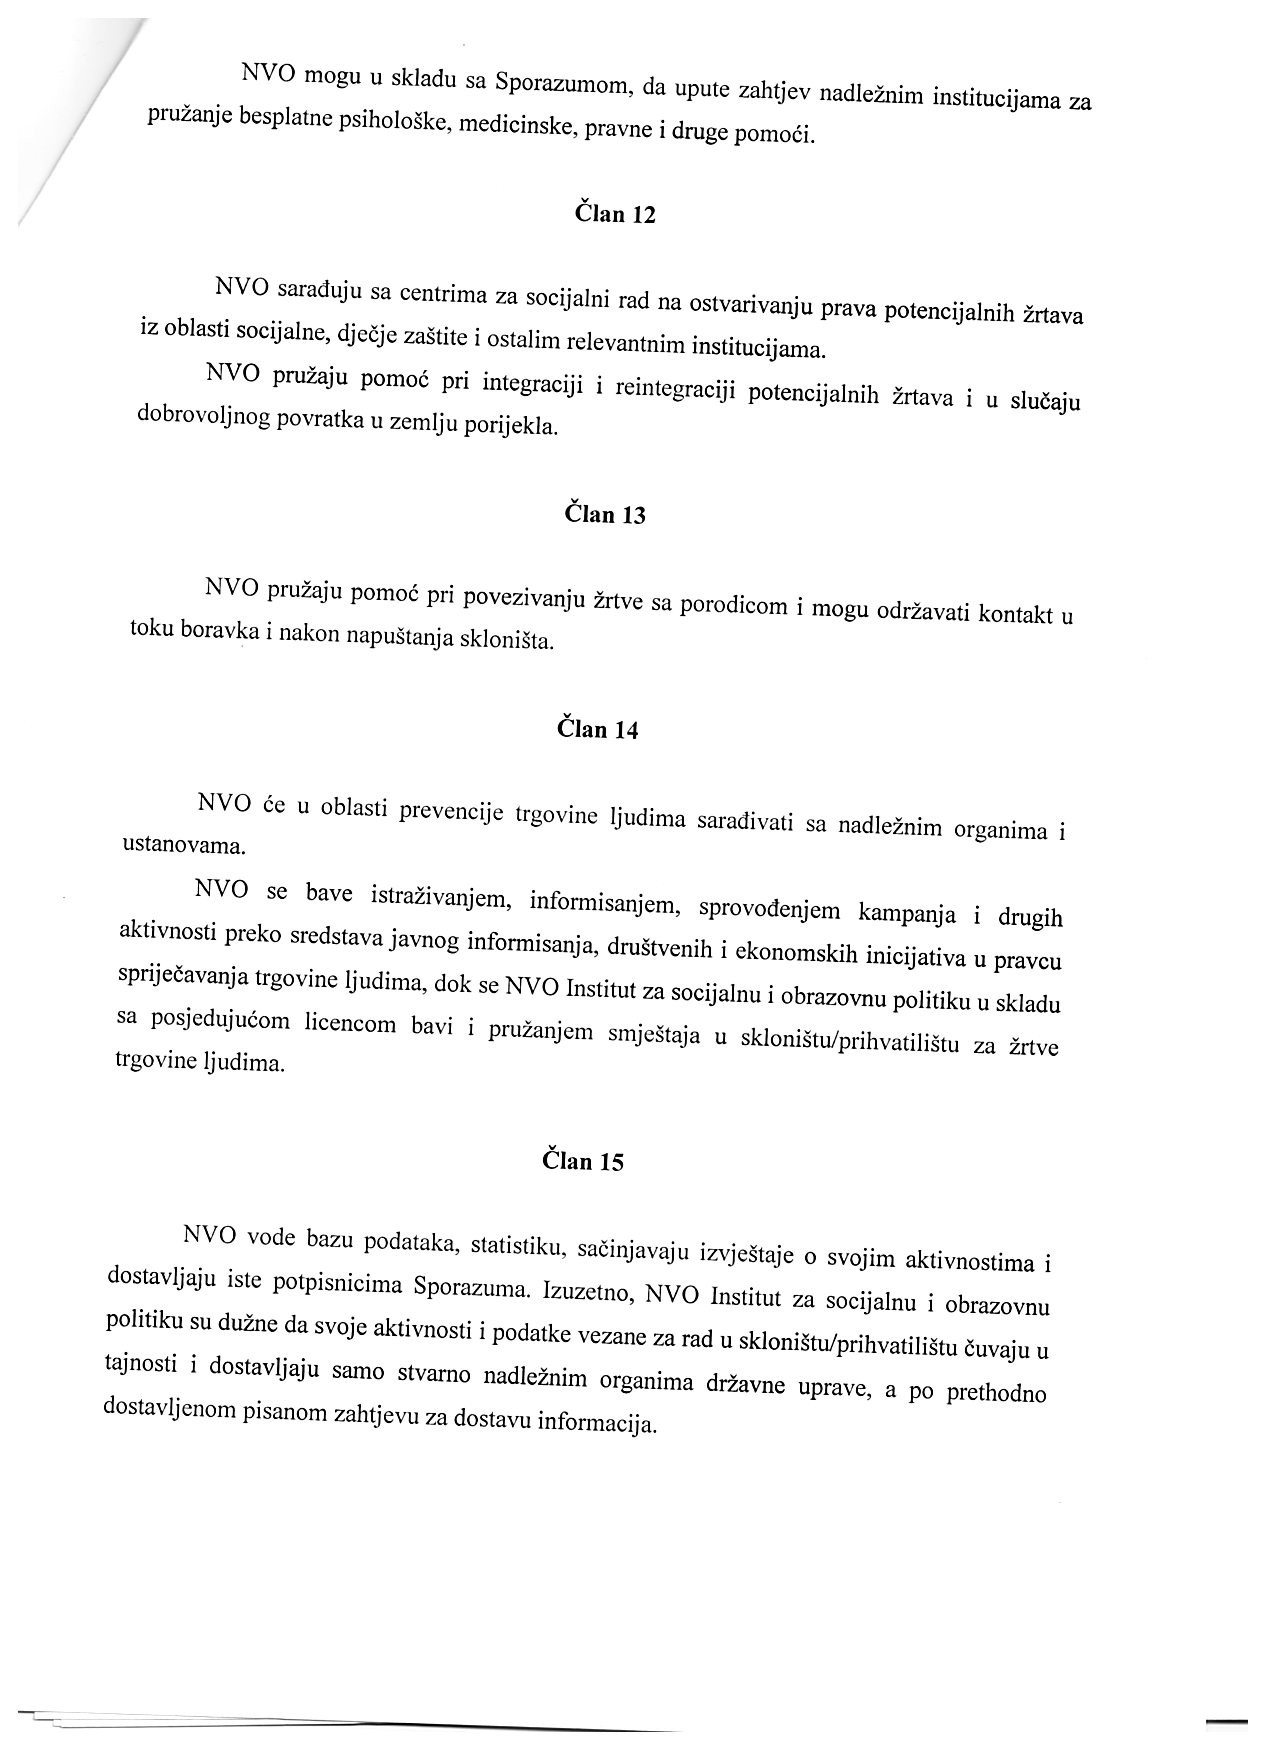 NVO mogu u skladu sa Sporazumom, da upute zahtjev nadležnim institucijama za
pružanje besplatne psihološke, medicinske, pravne i druge pomoći.
Član 12
NVO sarađuju sa centrima za socijalni rad na ostvarivanju prava potencijalnih žrtava
iz oblasti socijalne, dječje zaštite i ostalim relevantnim institucijama.
NVO pružaju pomoć pri integraciji i reintegraciji potencijalnih žrtava i u slučaju
dobrovoljnog povratka u zemlju porijekla.
Član 13
NVO pružaju pomoć pri povezivanju žrtve sa porodicom i mogu održavati kontakt u
toku boravka i nakon napuštanja skloništa.
Član 14
NVO će u oblasti prevencije trgovine ljudima sarađivati sa nadležnim organima i
ustanovama.
NVO se bave istraživanjem, informisanjem, sprovođenjem kampanja i drugih
aktivnosti preko sredstava javnog informisanja, društvenih i ekonomskih inicijativa u pravcu
spriječavanja trgovine ljudima, dok se NVO Institut za socijalnu i obrazovnu politiku u skladu
sa posjedujućom licencom bavi i pružanjem smještaja u skloništu/prihvatilištu za žrtve
trgovine ljudima.
Član 15
NVO vode bazu podataka, statistiku, sačinjavaju izvještaje o svojim aktivnostima i
dostavljaju iste potpisnicima Sporazuma. Izuzetno, NVO Institut za socijalnu i obrazovnu
politiku su dužne da svoje aktivnosti i podatke vezane za rad u skloništu/prihvatilištu čuvaju u
tajnosti i dostavljaju samo stvarno nadležnim organima državne uprave, a po prethodno
dostavljenom pisanom zahtjevu za dostavu informacija.